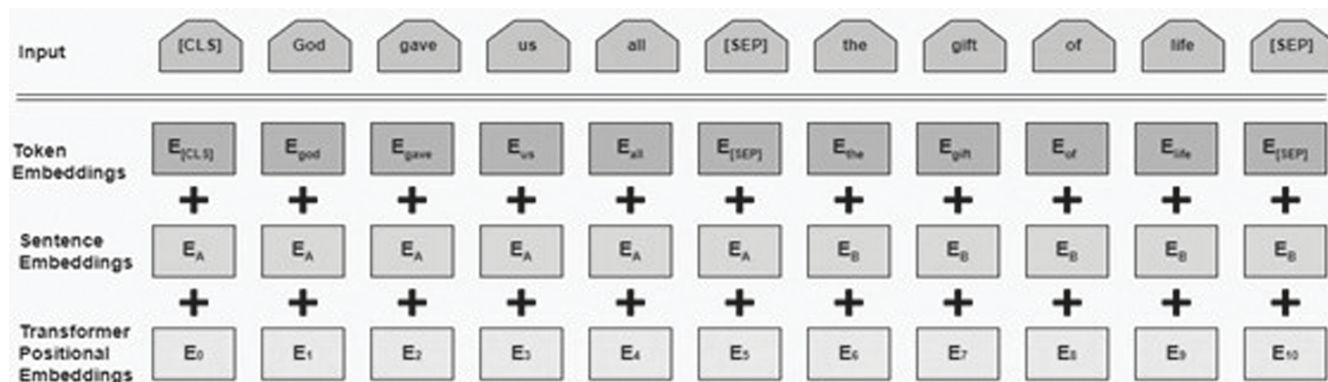 Input [CLS] God gave us all [SEP] the gift of life [SEP]
Token
Embeddings
E[CLS] Egod Egave Eus Eall E[SEP] Ethe Egift Eof Elife E[SEP]
+ + + + + + + + + + +
Sentence
Embeddings
EA EA EA EA EA EA EB EB EB EB EB
+ + + + + + + + + + +
Transformer
Positional
Embeddings
E0 E1 E2 E3 E4 E5 E6 E7 E8 E9 E10